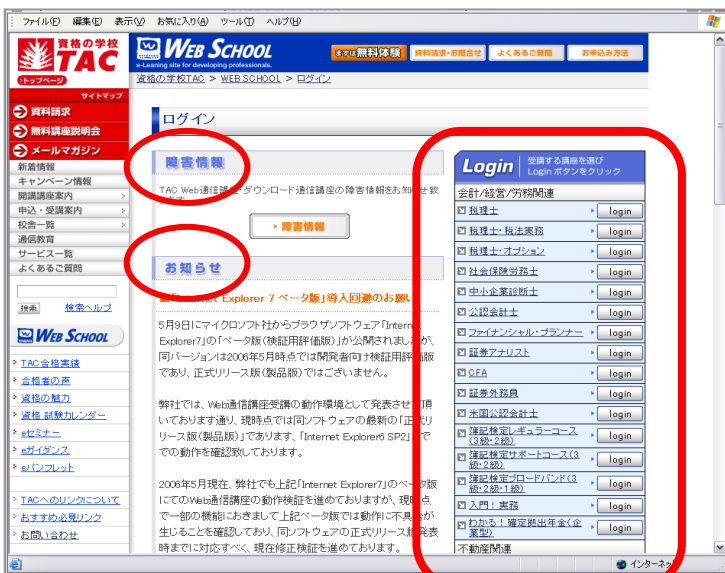 ファイル(F) 編集(E) 表示(V) お気に入り(A) ツール(T) ヘルプ(H)
資格の学校
TAC
トップページ
サイトマップ
資料請求
無料講座説明会
メールマガジン
新着情報
キャンペーン情報
開講講座案内
申込・受講案内
校舎一覧
通信教育
サービス一覧
よくあるご質問
検索 検索ヘルプ
WEB SCHOOL
TAC合格実績
合格者の声
資格の魅力
資格 試験カレンダー
eセミナー
eガイダンス
eパンフレット
TACへのリンクについて
おすすめ必見リンク
お問い合わせ
WEB SCHOOL
e-Learning site for developing professionals.
まずは無料体験 資料請求・お問合せ よくあるご質問 お申込み方法
資格の学校TAC > WEB SCHOOL > ログイン
ログイン
障害情報
TAC Web通信講座・ダウンロード通信講座の障害情報をお知らせ致
します。
障害情報
お知らせ
■「Internet Explorer 7 ベータ版」導入回避のお願い
5月9日にマイクロソフト社からブラウザソフトウェア「Internet
Explorer7」の「ベータ版(検証用評価版)」が公開されましたが、
同バージョンは2006年5月時点では開発者向け検証用評価版
であり、正式リリース版(製品版)ではございません。
弊社では、Web通信講座受講の動作環境として発表させて頂
いております通り、現時点では同ソフトウェアの最新の「正式リ
リース版(製品版)」であります、「Internet Explorer6 SP2」まで
での動作を確認致しております。
2006年5月現在、弊社でも上記「Internet Explorer7」のベータ版
にてのWeb通信講座の動作検証を進めておりますが、現時点
で一部の機能におきまして上記ベータ版では動作に不具合が
生じることを確認しており、同ソフトウェアの正式リリース版発表
時までに対応すべく、現在修正検証を進めております。
Login 受講する講座を選び
Login ボタンをクリック
会計/経営/労務関連
税理士 login
税理士・税法実務 login
税理士・オプション login
社会保険労務士 login
中小企業診断士 login
公認会計士 login
ファイナンシャル・プランナー login
証券アナリスト login
CFA login
証券外務員 login
米国公認会計士 login
簿記検定レギュラーコース
(3級・2級) login
簿記検定サポートコース(3
級・2級) login
簿記検定ブロードバンド(3
級・2級・1級) login
入門!実務 login
わかる!確定拠出年金(企
業型) login
不動産関連
インターネット